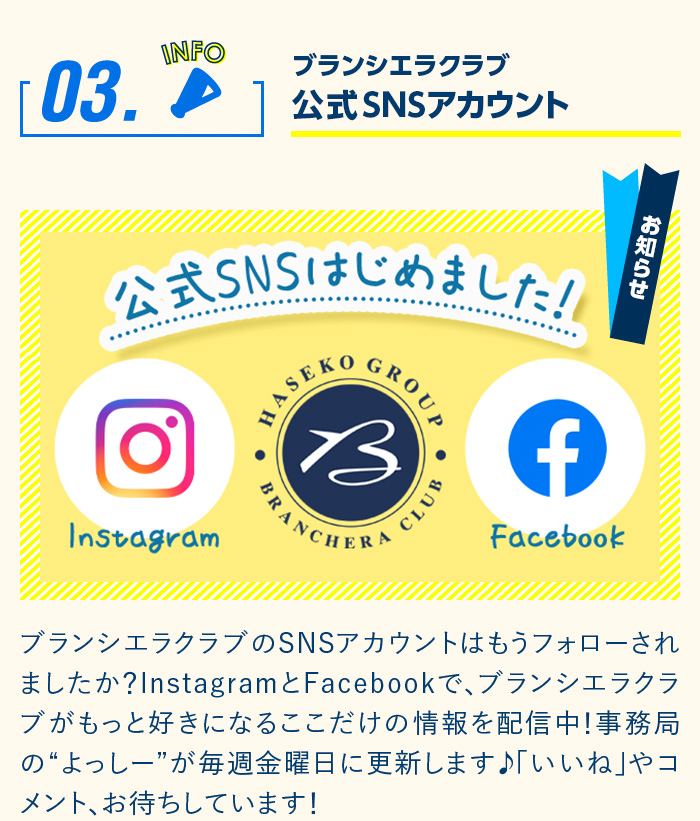 03.
INFO
ブランシエラクラブ
公式SNSアカウント
お知らせ
公式SNSはじめました!
Instagram
HASEKO GROUP
B
BRANCHERA CLUB
Facebook
ブランシエラクラブのSNSアカウントはもうフォローされ
ましたか?InstagramとFacebookで、ブランシエラクラ
ブがもっと好きになるここだけの情報を配信中!事務局
の“よっしー”が毎週金曜日に更新します♪「いいね」やコ
メント、お待ちしています!